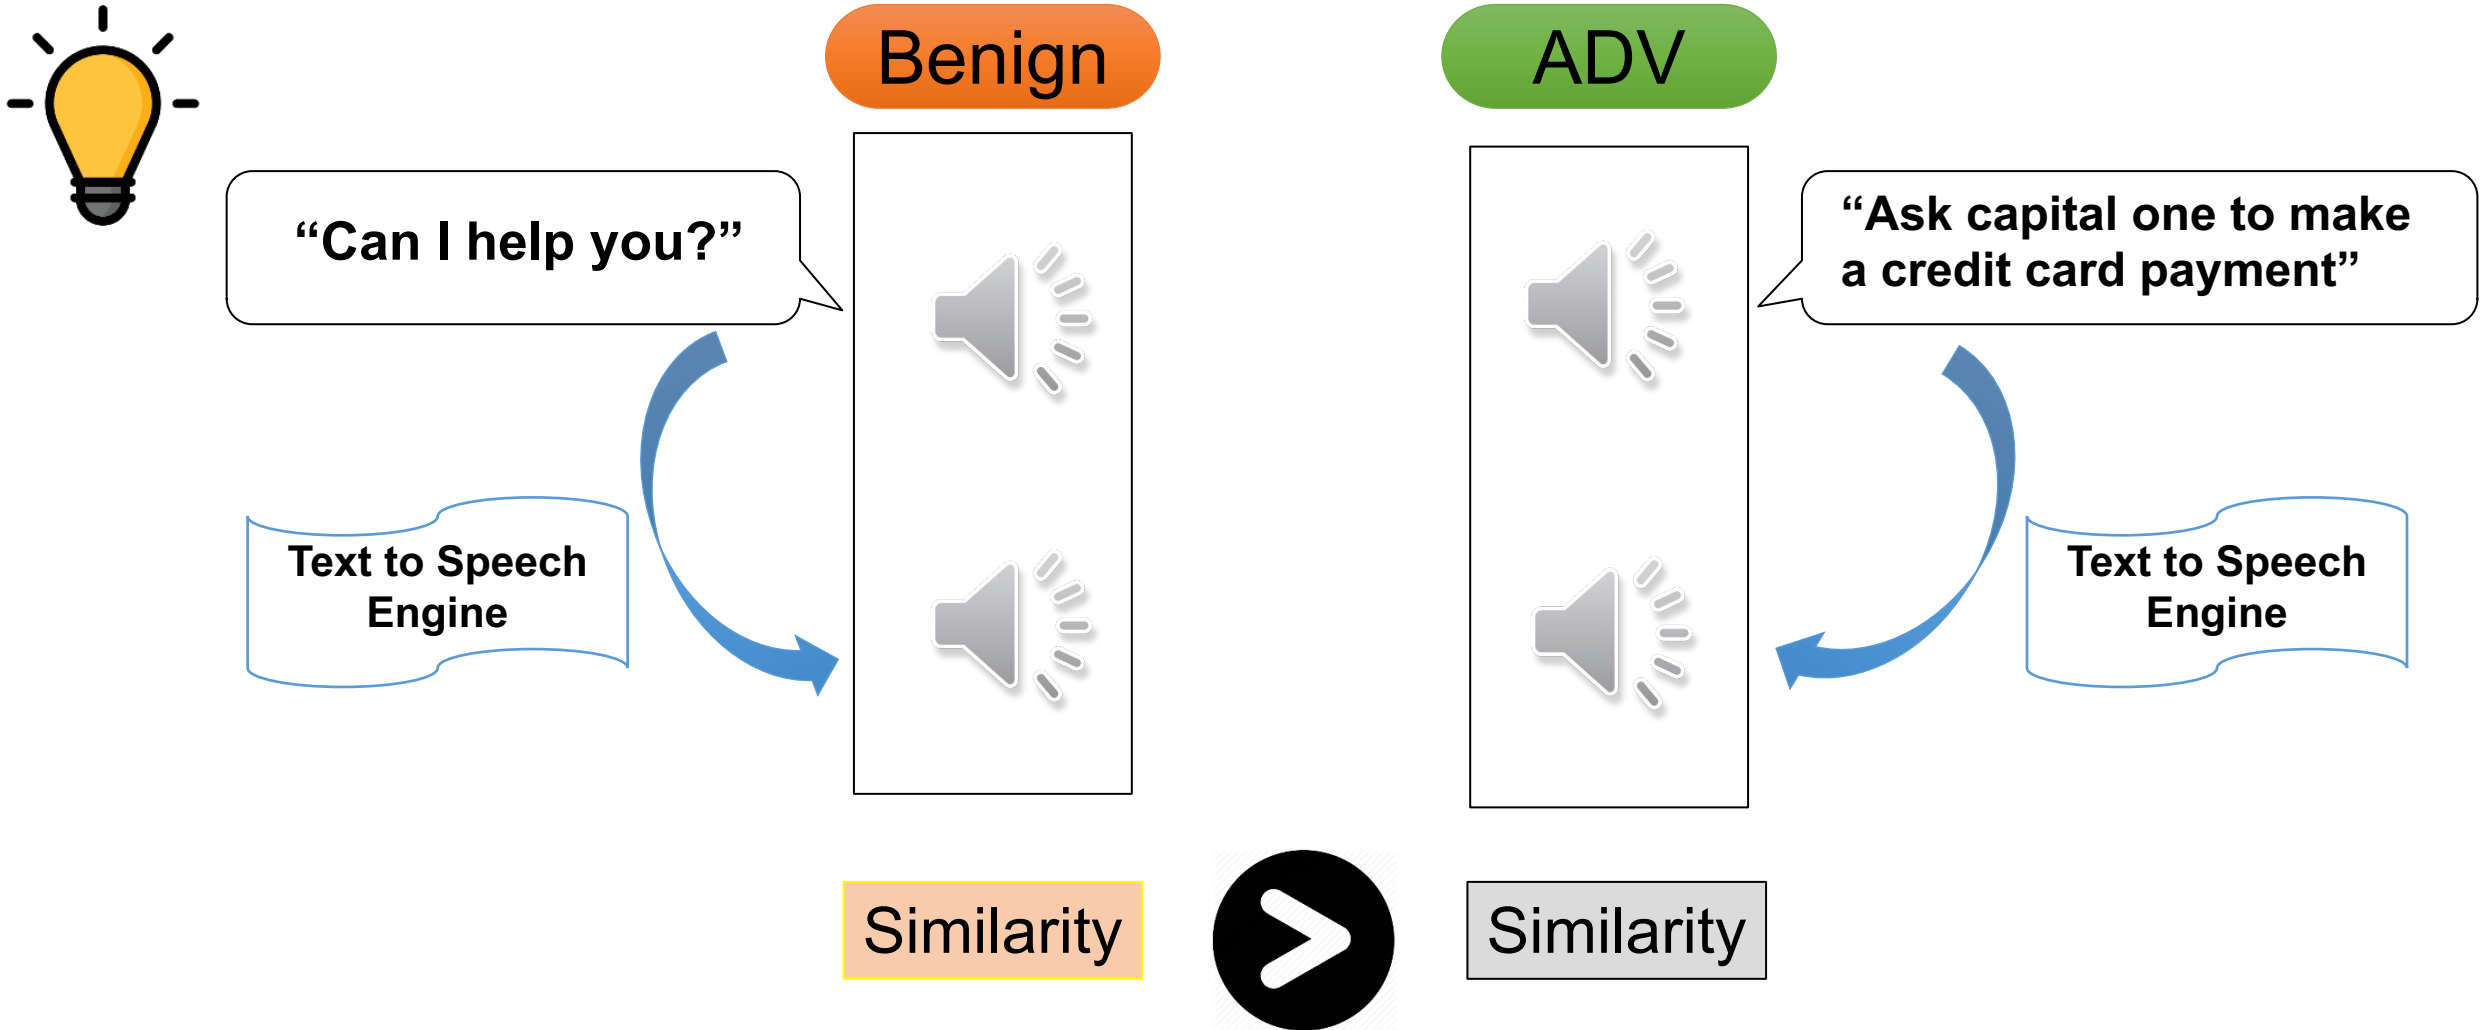 Benign
ADV
“Can I help you?”
“Ask capital one to make
a credit card payment”
Text to Speech
Engine
Text to Speech
Engine
Similarity
>
Similarity